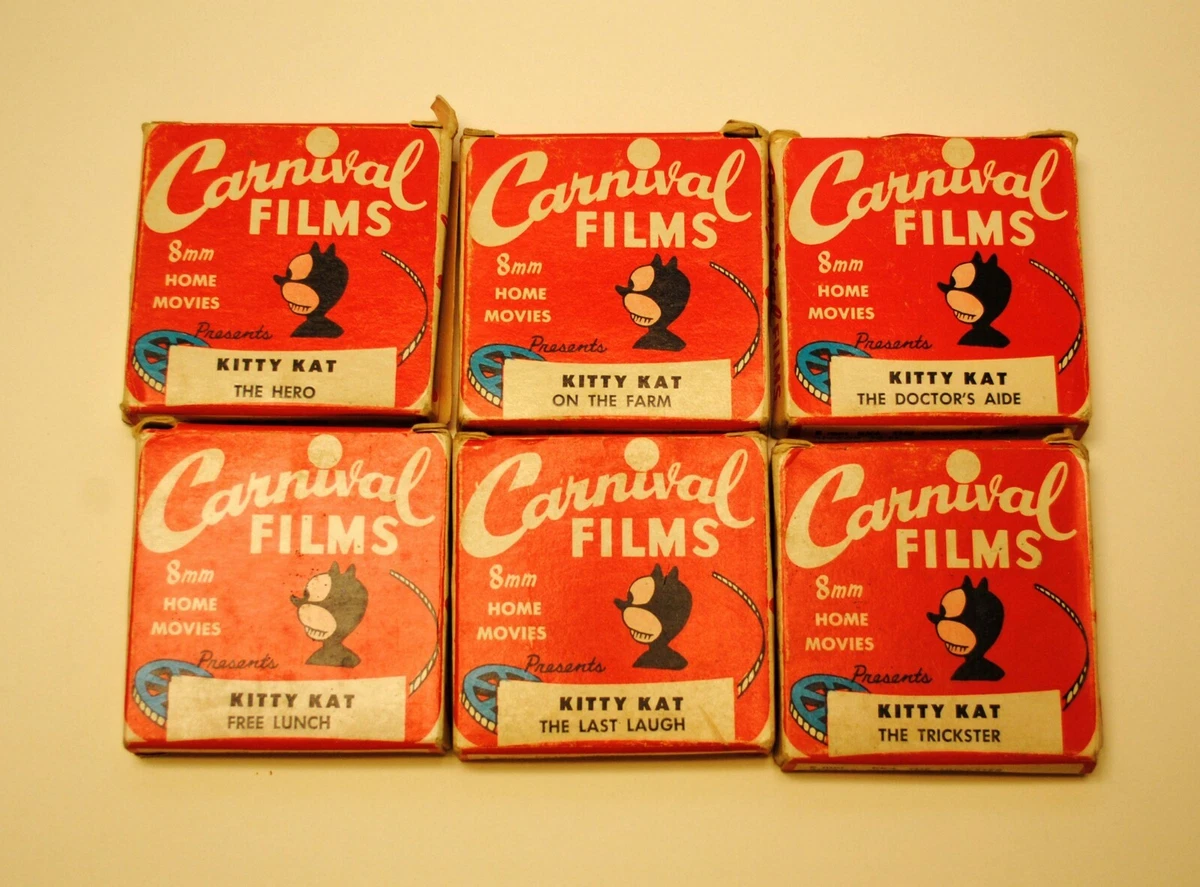 Carnival
FILMS
8mm
HOME
MOVIES
Presents
KITTY KAT
THE HERO
Carnival
FILMS
8mm
HOME
MOVIES
Presents
KITTY KAT
ON THE FARM
Carnival
FILMS
8mm
HOME
MOVIES
Presents
KITTY KAT
THE DOCTOR'S AIDE
Carnival
FILMS
8mm
HOME
MOVIES
Presents
KITTY KAT
FREE LUNCH
Carnival
FILMS
8mm
HOME
MOVIES
Presents
KITTY KAT
THE LAST LAUGH
Carnival
FILMS
8mm
HOME
MOVIES
Presents
KITTY KAT
THE TRICKSTER